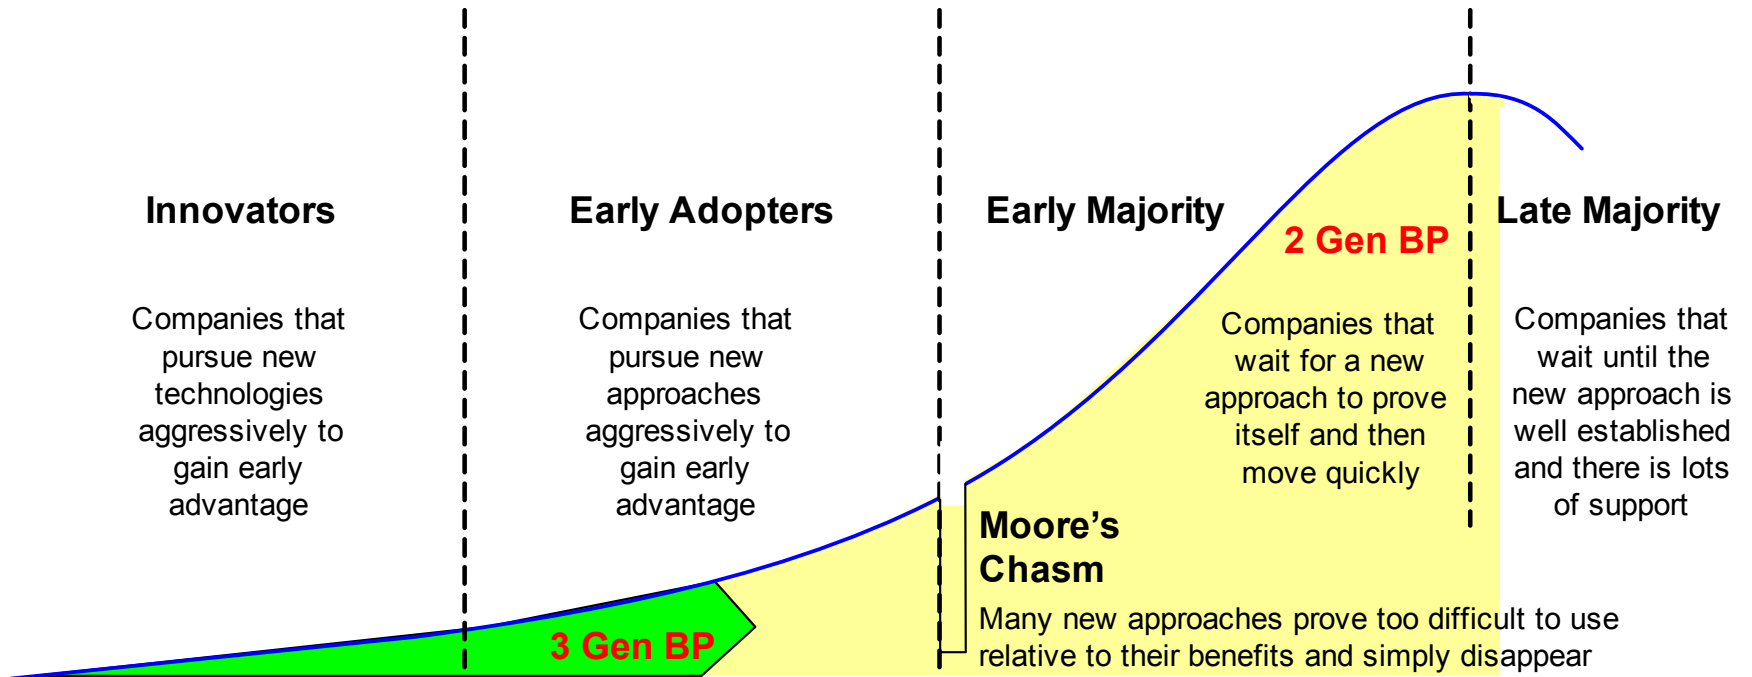 Innovators
Companies that
pursue new
technologies
aggressively to
gain early
advantage
Early Adopters
Companies that
pursue new
approaches
aggressively to
gain early
advantage
3 Gen BP
Early Majority
2 Gen BP
Companies that
wait for a new
approach to prove
itself and then
move quickly
Late Majority
Companies that
wait until the
new approach is
well established
and there is lots
of support
Moore’s
Chasm
Many new approaches prove too difficult to use
relative to their benefits and simply disappear